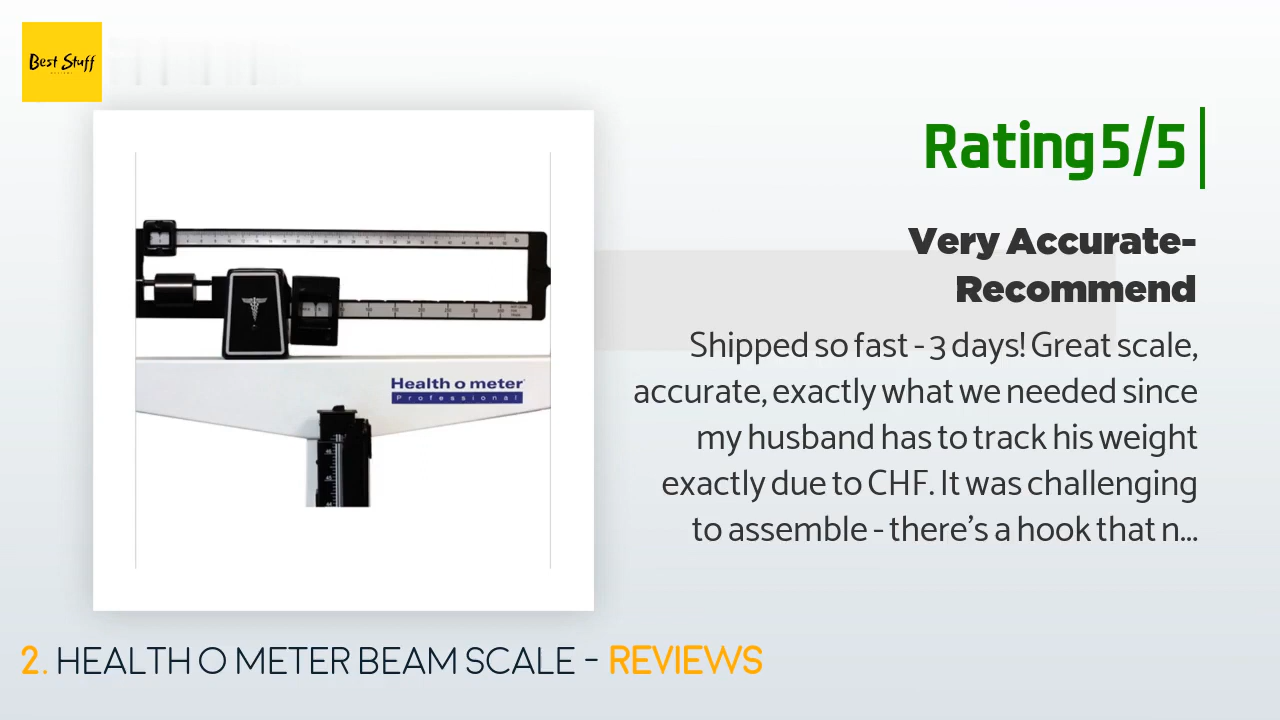 Best Stuff
Rating 5/5
Very Accurate-
Recommend
Shipped so fast - 3 days! Great scale,
accurate, exactly what we needed since
my husband has to track his weight
exactly due to CHF. It was challenging
to assemble - there’s a hook that n...
Health o meter
Professional
2. HEALTH O METER BEAM SCALE - REVIEWS